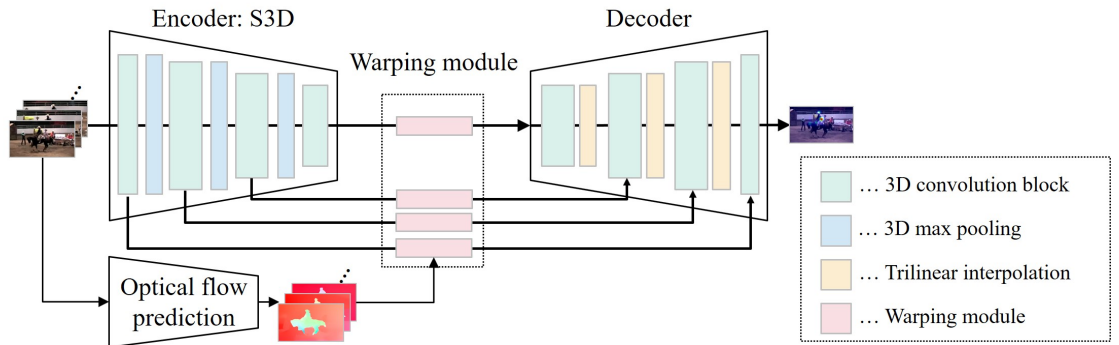 Encoder: S3D
Decoder
Warping module
Optical flow
prediction
… 3D convolution block
… 3D max pooling
… Trilinear interpolation
… Warping module